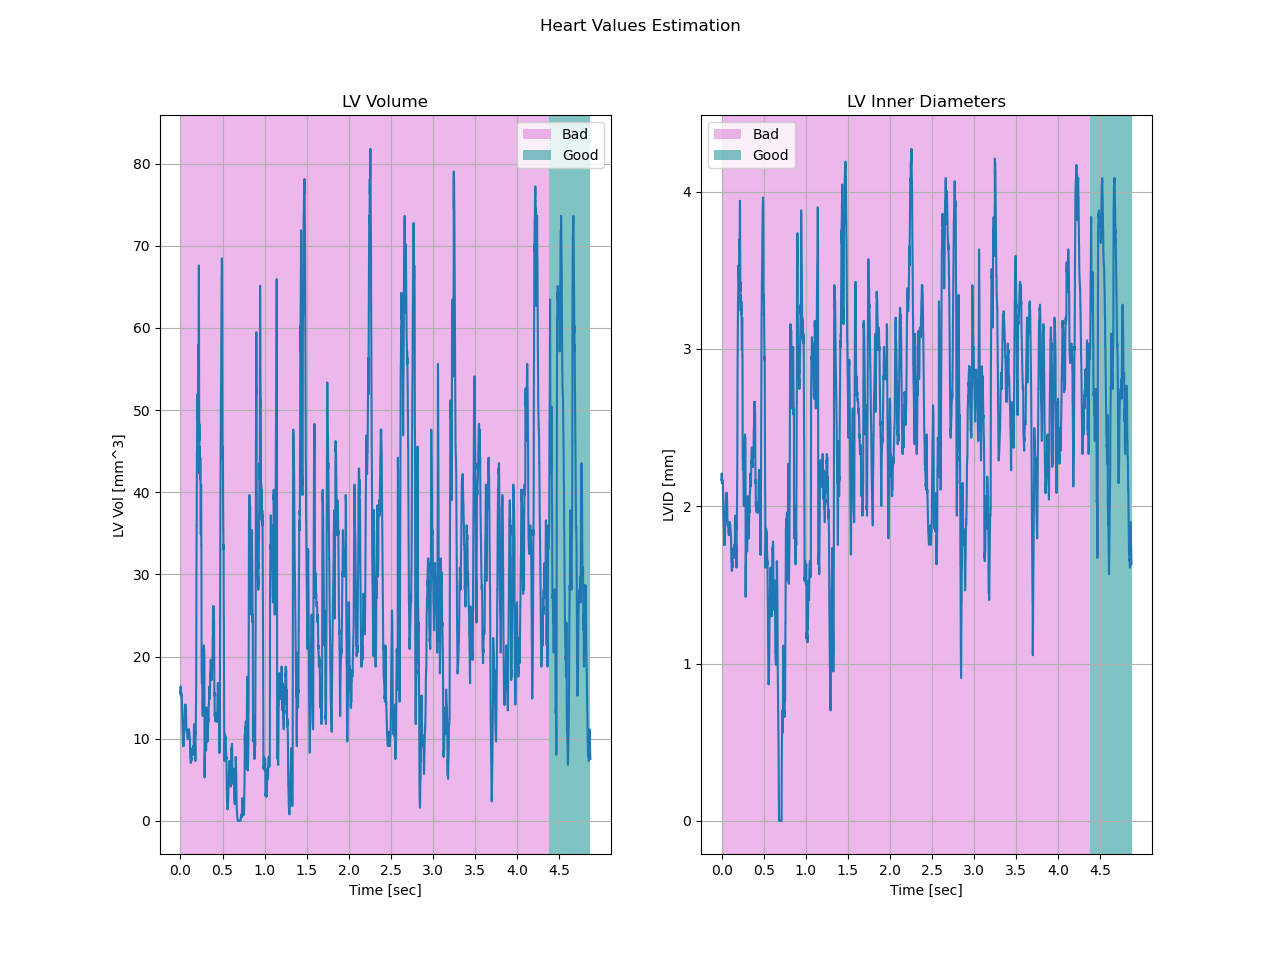 Heart Values Estimation
LV Volume
LV Vol [mm^3]
80
70
60
50
40
30
20
10
0
Bad
Good
0.0 0.5 1.0 1.5 2.0 2.5 3.0 3.5 4.0 4.5
Time [sec]
LV Inner Diameters
LVID [mm]
4
3
2
1
0
Bad
Good
0.0 0.5 1.0 1.5 2.0 2.5 3.0 3.5 4.0 4.5
Time [sec]